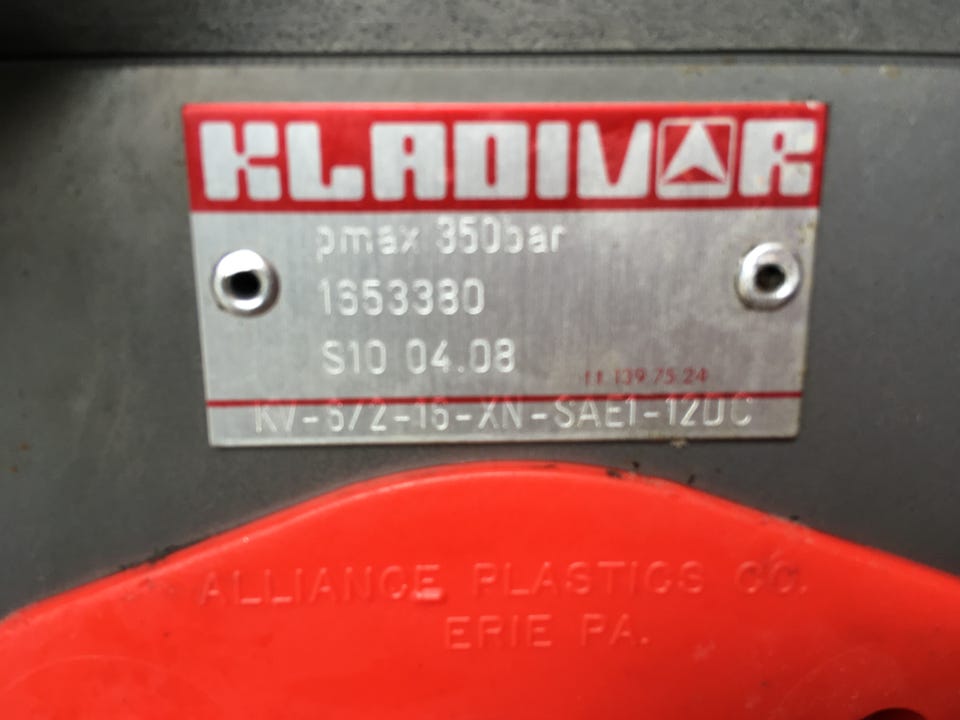 KLADIVAR
pmax 350bar
1653380
S10 04.08
11 139 75 24
KV-6/2-16-XN-SAE1-12DC
ALLIANCE PLASTICS CO.
ERIE PA.